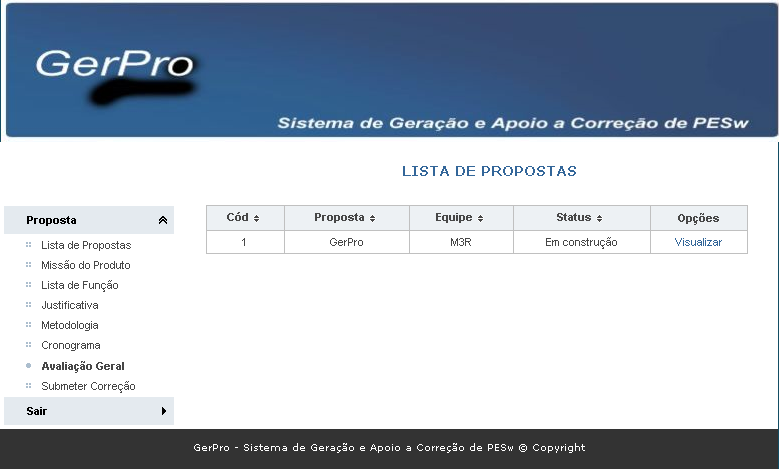 GerPro
Sistema de Geração e Apoio a Correção de PESw
LISTA DE PROPOSTAS
Proposta
Lista de Propostas
Missão do Produto
Lista de Função
Justificativa
Metodologia
Cronograma
Avaliação Geral
Submeter Correção
Sair
Cód Proposta Equipe Status Opções
1 GerPro M3R Em construção Visualizar
GerPro - Sistema de Geração e Apoio a Correção de PESw © Copyright